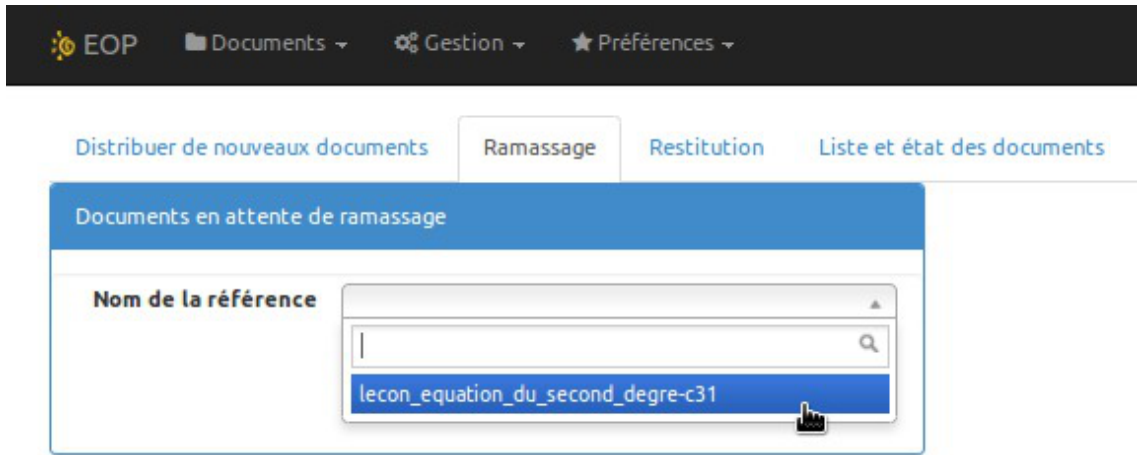 EOP Documents Gestion Préférences
Distribuer de nouveaux documents Ramassage Restitution Liste et état des documents
Documents en attente de ramassage
Nom de la référence
lecon_equation_du_second_degre-c31